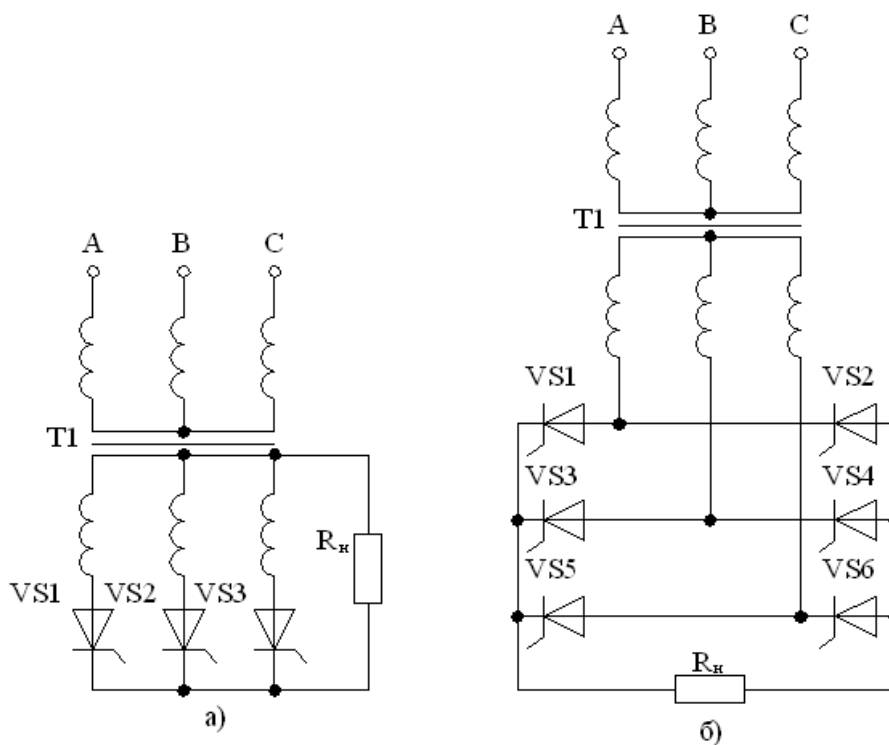 A B C
T1
VS1 VS2 VS3
Rн
а)
A B C
T1
VS1 VS2
VS3 VS4
VS5 VS6
Rн
б)